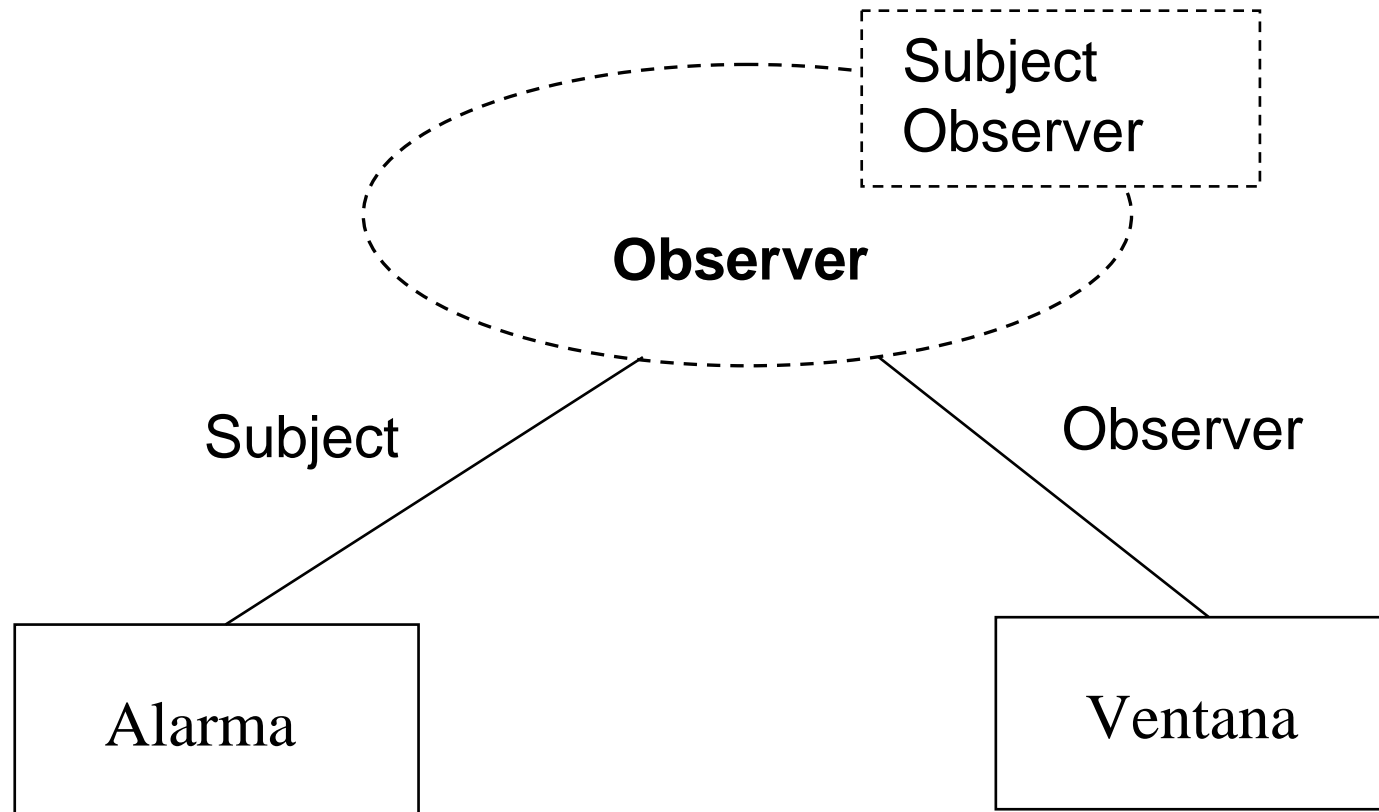 Subject
Observer
Observer
Subject
Observer
Alarma
Ventana